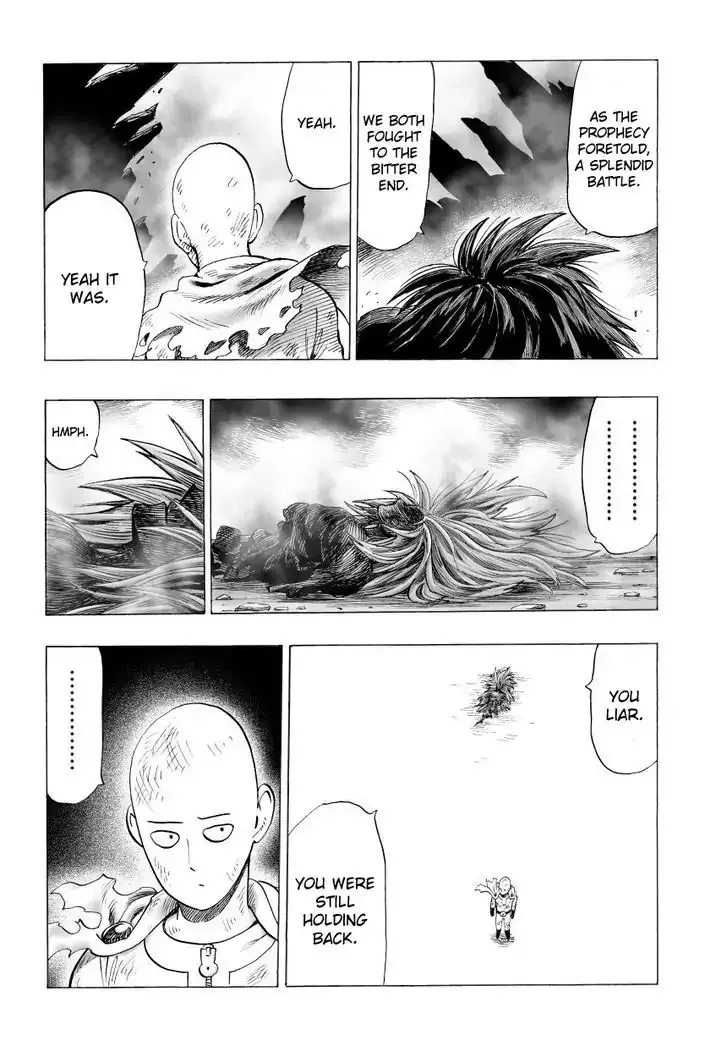 AS THE
PROPHECY
FORETOLD,
A SPLENDID
BATTLE.
WE BOTH
FOUGHT
TO THE
BITTER
END.
YEAH.
YEAH IT
WAS.
............
HMPH.
YOU
LIAR.
YOU WERE
STILL
HOLDING
BACK.
............